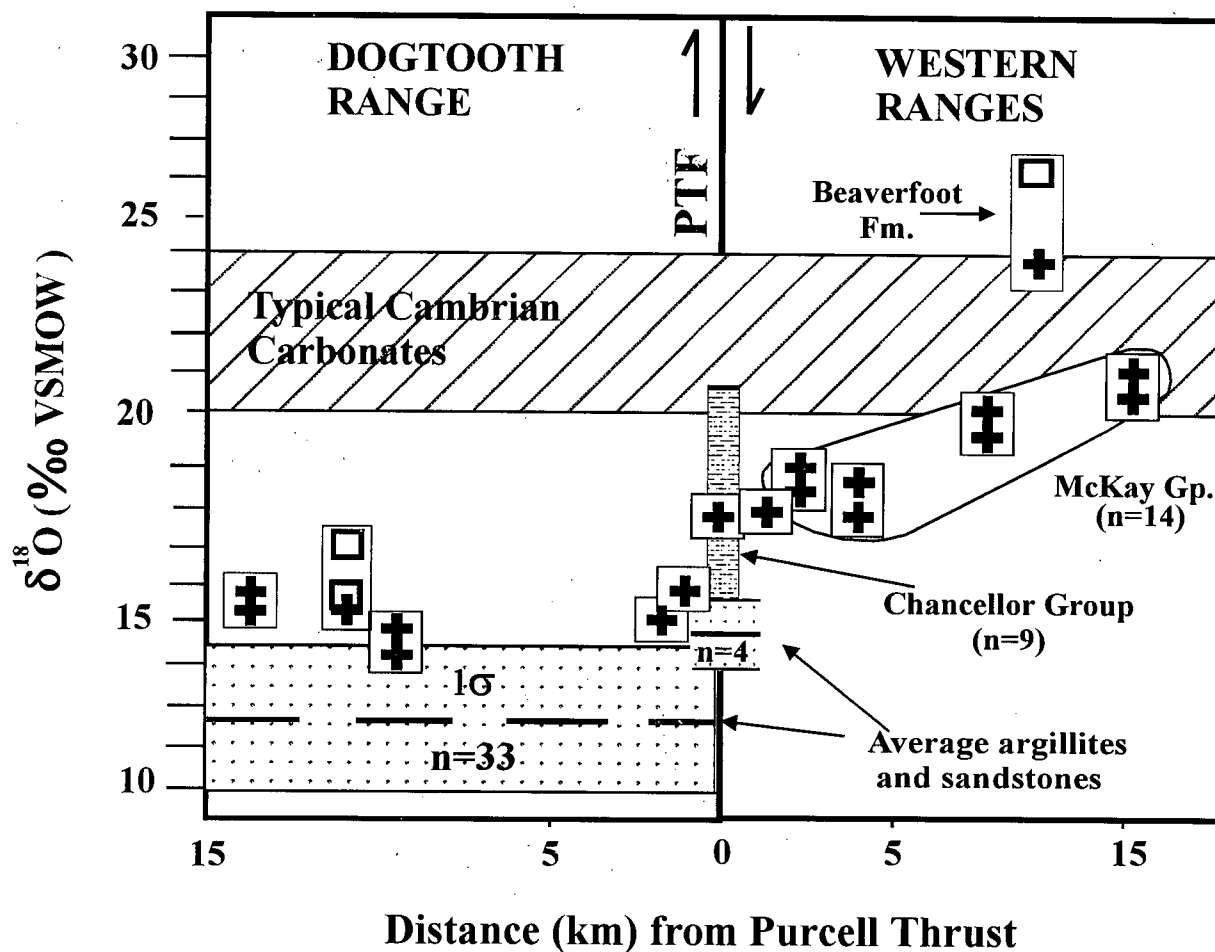 DOGTOOTH
RANGE
WESTERN
RANGES
PTF
Beaverfoot
Fm.
Typical Cambrian
Carbonates
McKay Gp.
(n=14)
Chancellor Group
(n=9)
n=4
1σ
n=33
Average argillites
and sandstones
δ18O (‰ VSMOW)
30
25
20
15
10
15
5
0
5
15
Distance (km) from Purcell Thrust